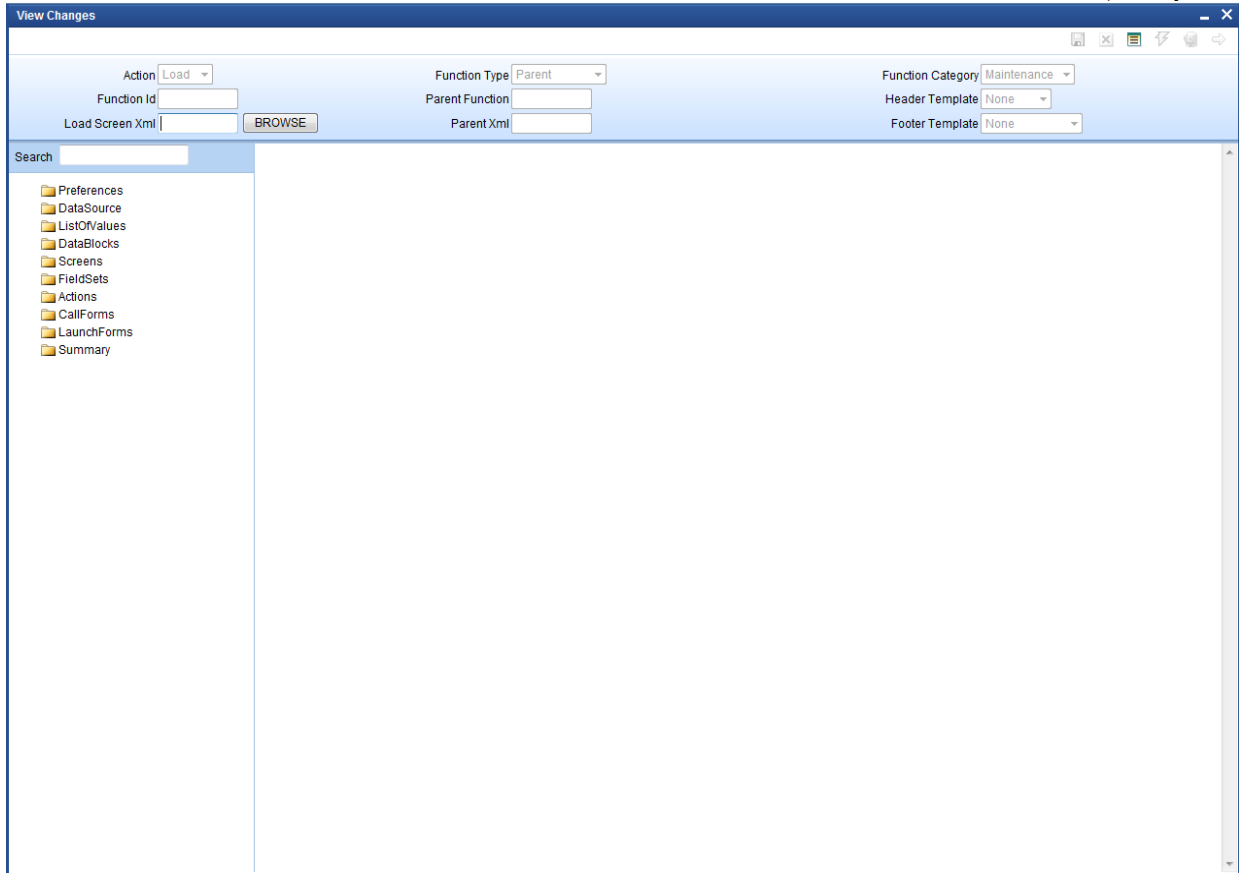 View Changes
Action Load Function Type Parent Function Category Maintenance
Function Id Parent Function Header Template None
Load Screen Xml BROWSE Parent Xml Footer Template None
Search
Preferences
DataSource
ListOfValues
DataBlocks
Screens
FieldSets
Actions
CallForms
LaunchForms
Summary